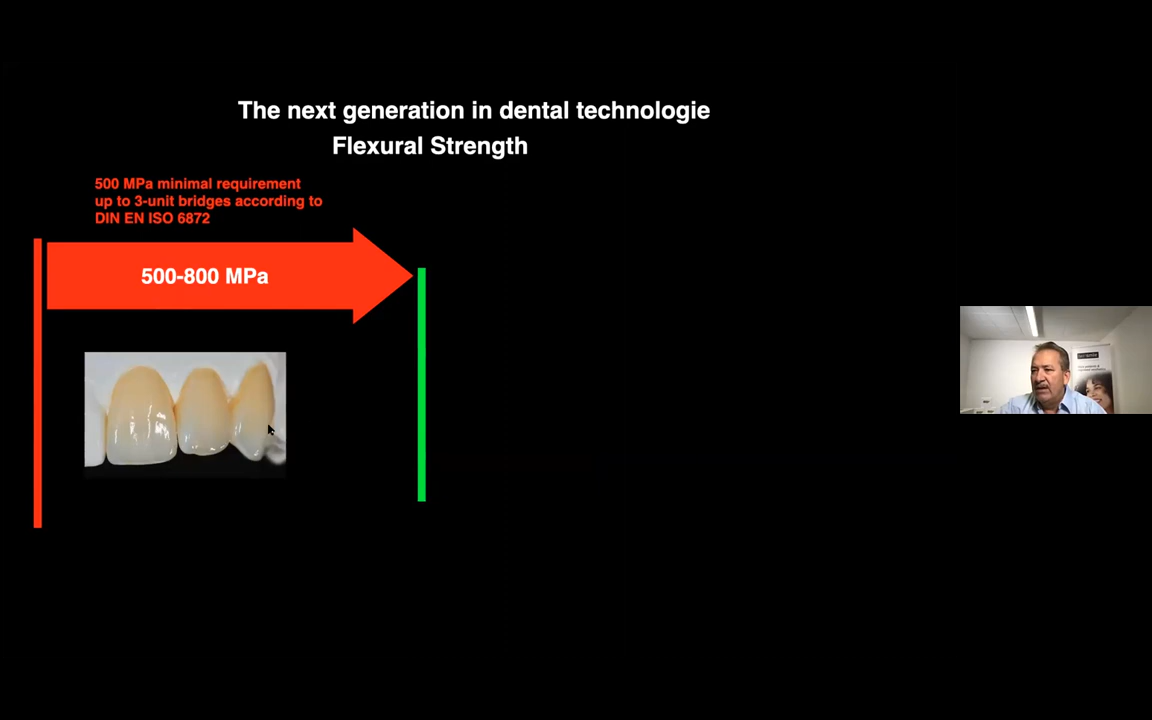 The next generation in dental technologie
Flexural Strength
500 MPa minimal requirement
up to 3-unit bridges according to
DIN EN ISO 6872
500-800 MPa